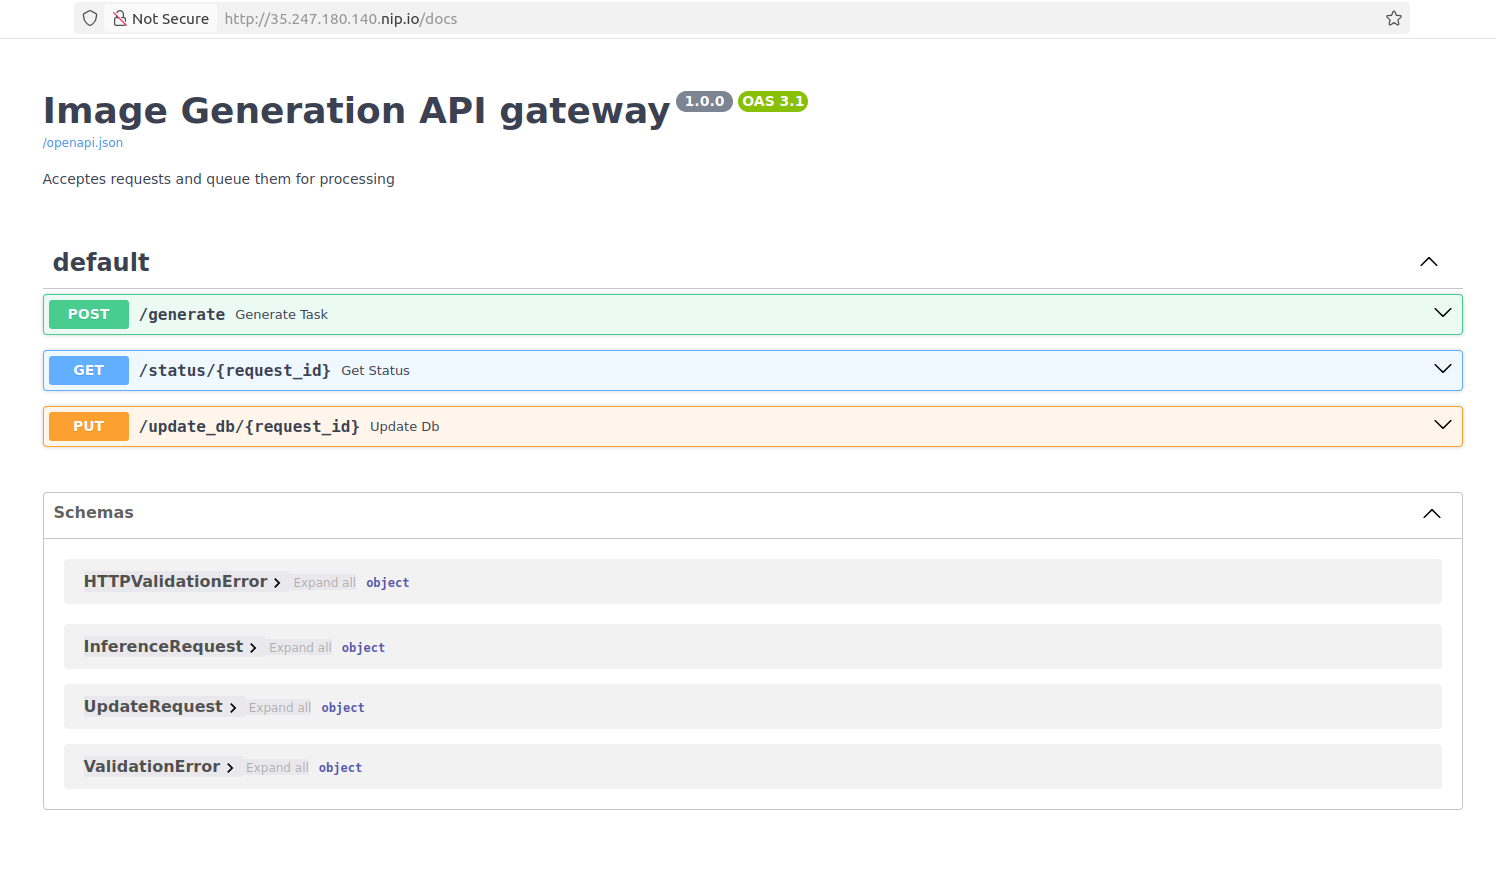 Not Secure http://35.247.180.140.nip.io/docs
Image Generation API gateway 1.0.0 OAS 3.1
/openapi.json
Acceptes requests and queue them for processing
default
POST /generate Generate Task
GET /status/{request_id} Get Status
PUT /update_db/{request_id} Update Db
Schemas
HTTPValidationError Expand all object
InferenceRequest Expand all object
UpdateRequest Expand all object
ValidationError Expand all object